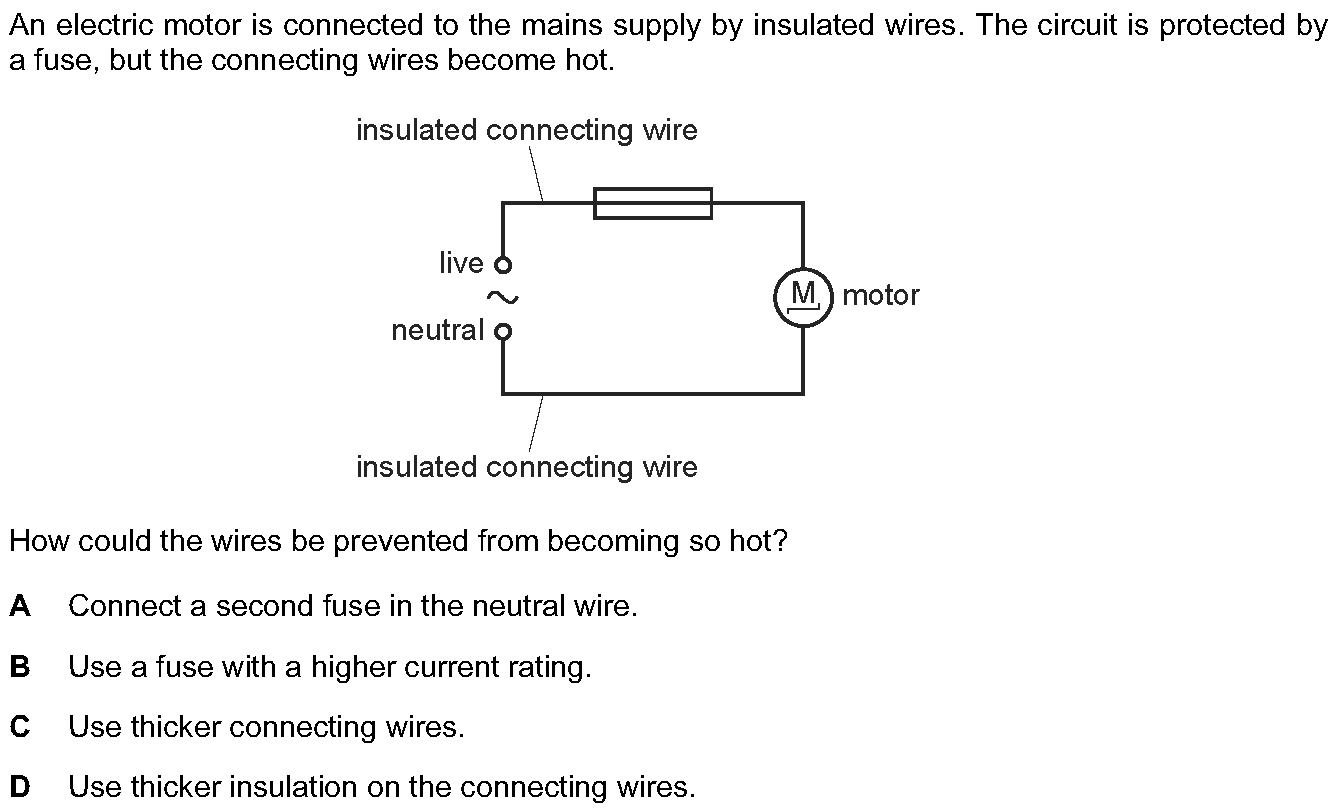 An electric motor is connected to the mains supply by insulated wires. The circuit is protected by
a fuse, but the connecting wires become hot.
insulated connecting wire
live
neutral
M
motor
insulated connecting wire
How could the wires be prevented from becoming so hot?
A Connect a second fuse in the neutral wire.
B Use a fuse with a higher current rating.
C Use thicker connecting wires.
D Use thicker insulation on the connecting wires.